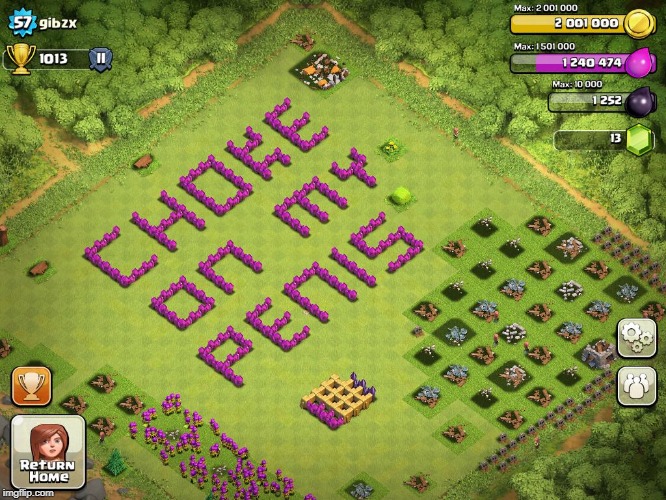 57 gibzx
1013
II
Max: 2 001 000
2 001 000
Max: 1 501 000
1 240 474
Max: 10 000
1 252
13
CHOKE
ON MY
PENIS
RETURN
HOME
imgflip.com